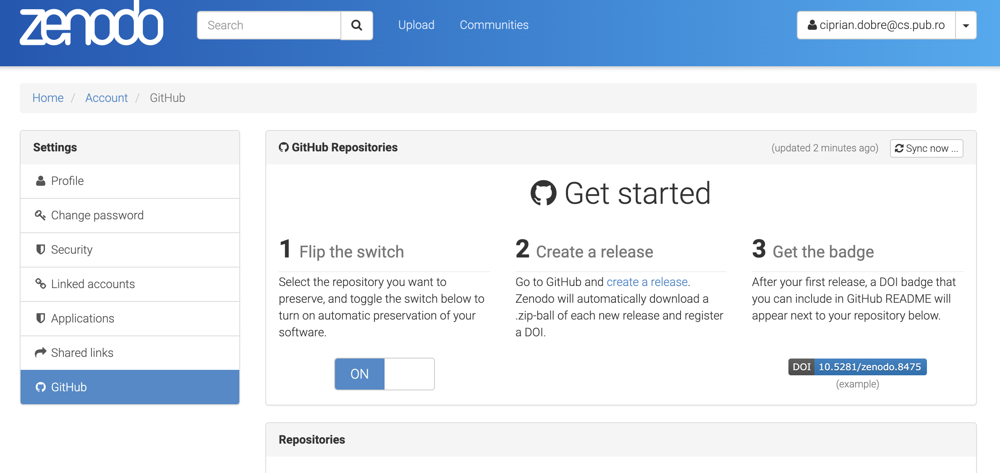 zenodo
Search
Upload
Communities
ciprian.dobre@cs.pub.ro
Home / Account / GitHub
Settings
Profile
Change password
Security
Linked accounts
Applications
Shared links
GitHub
GitHub Repositories
(updated 2 minutes ago)
Sync now ...
Get started
1 Flip the switch
Select the repository you want to
preserve, and toggle the switch below to
turn on automatic preservation of your
software.
ON
2 Create a release
Go to GitHub and create a release.
Zenodo will automatically download a
.zip-ball of each new release and register
a DOI.
3 Get the badge
After your first release, a DOI badge that
you can include in GitHub README will
appear next to your repository below.
DOI 10.5281/zenodo.8475
(example)
Repositories